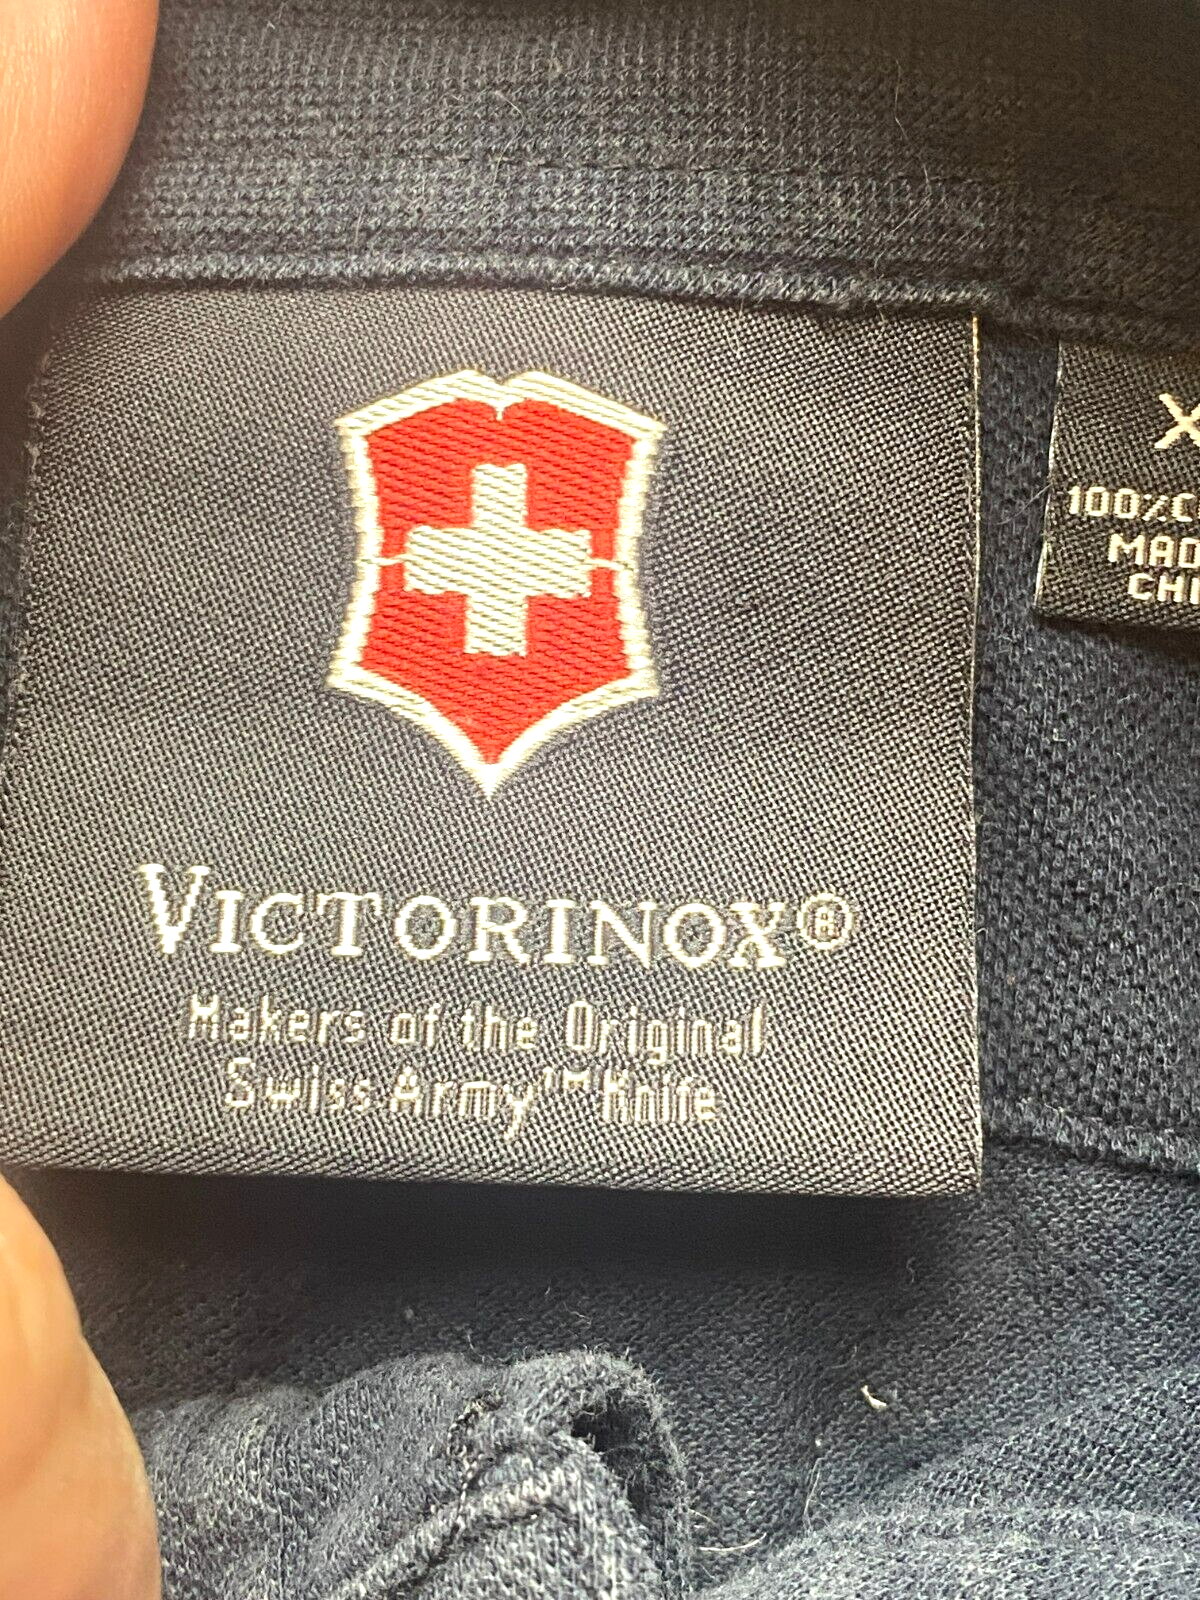 VICTORINOX®
Makers of the Original
Swiss Army™ Knife
X
100%C
MAD
CHI